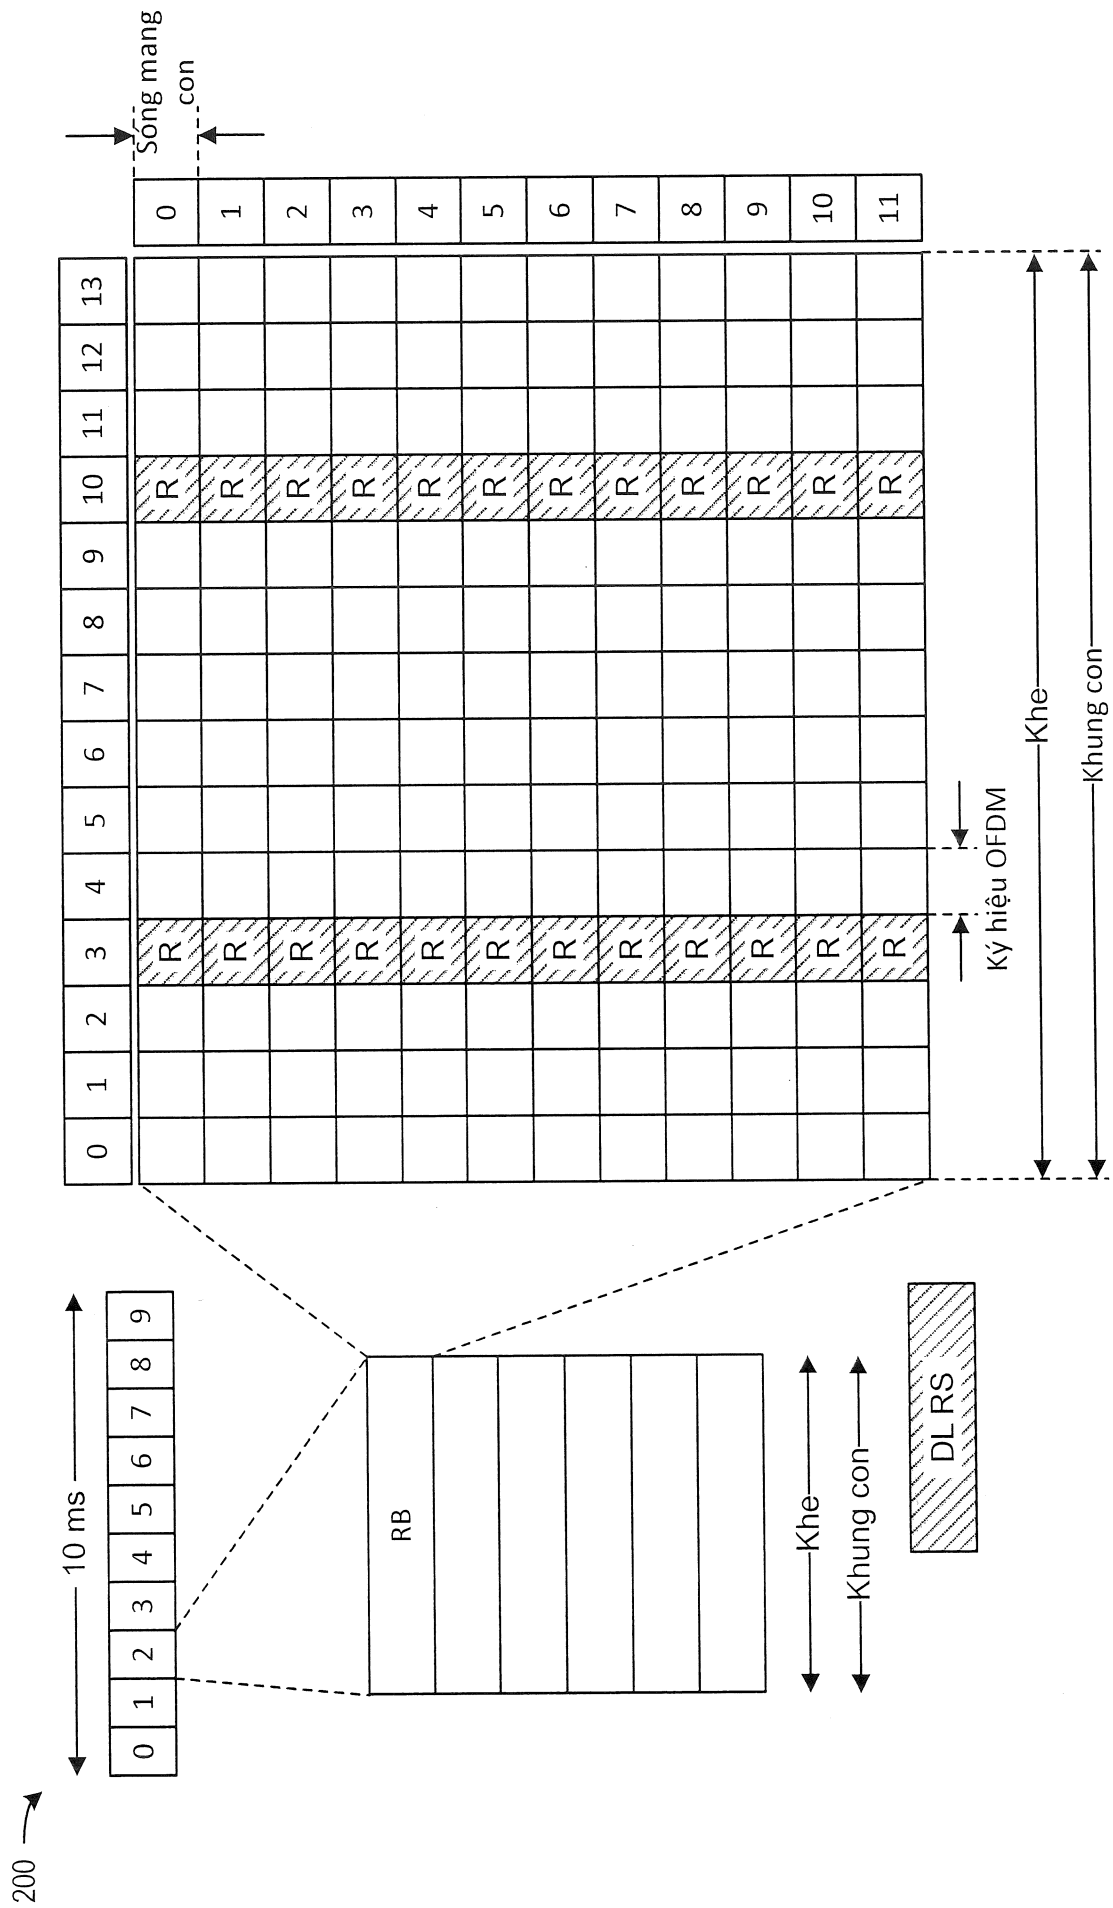 200
10 ms
0 1 2 3 4 5 6 7 8 9
RB
Khe
Khung con
DL RS
0 1 2 3 4 5 6 7 8 9 10 11 12 13
Sóng mang
con
R R 0
R R 1
R R 2
R R 3
R R 4
R R 5
R R 6
R R 7
R R 8
R R 9
R R 10
R R 11
Ký hiệu OFDM
Khe
Khung con